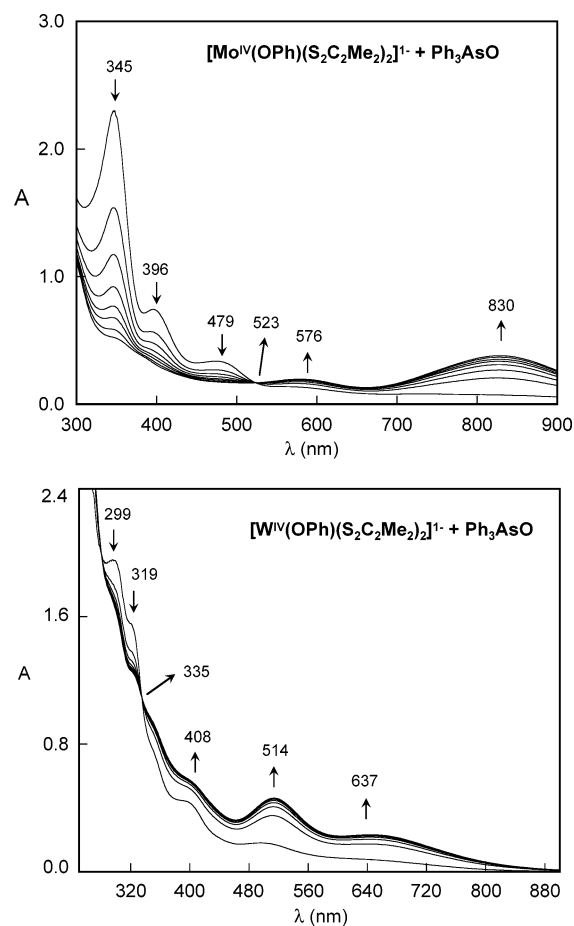 3.0
[Moᴵⱽ(OPh)(S₂C₂Me₂)₂]¹⁻ + Ph₃AsO
345
2.0
A
396
1.0
479
523
576
830
0.0
300 400 500 600 700 800 900
λ (nm)
2.4
[Wᴵⱽ(OPh)(S₂C₂Me₂)₂]¹⁻ + Ph₃AsO
299
319
1.6
335
A
408
514
637
0.8
0.0
320 400 480 560 640 720 800 880
λ (nm)